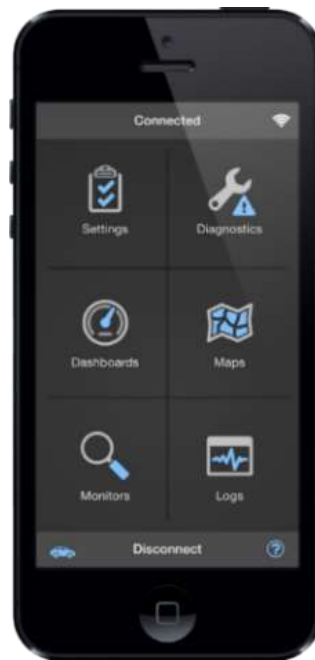 Connected
Settings
Diagnostics
Dashboards
Maps
Monitors
Logs
Disconnect
?